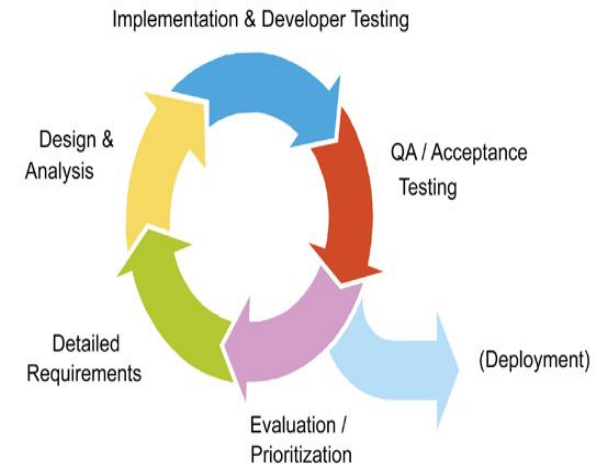 Implementation & Developer Testing
Design &
Analysis
QA / Acceptance
Testing
Detailed
Requirements
(Deployment)
Evaluation /
Prioritization